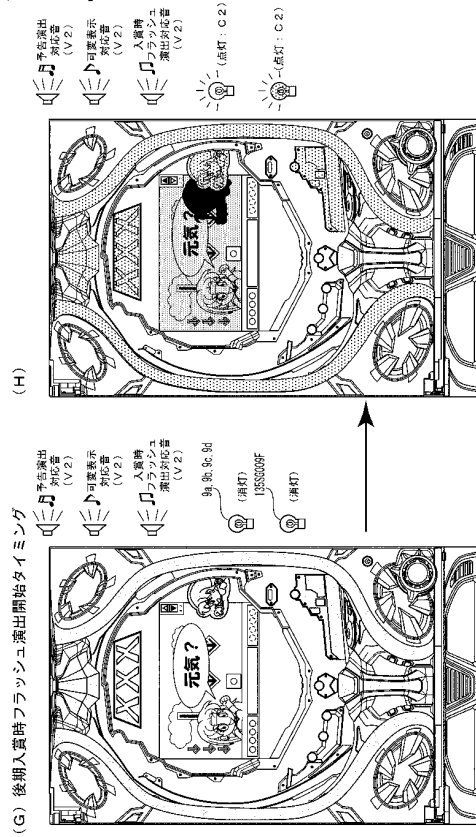 (G) 後期入賞時フラッシュ演出開始タイミング
予告演出
対応音
(V2)
可変表示
対応音
(V2)
入賞時
フラッシュ
演出対応音
(V2)
9a, 9b, 9c, 9d
(消灯)
135SG009F
(消灯)
元気?
(H)
予告演出
対応音
(V2)
可変表示
対応音
(V2)
入賞時
フラッシュ
演出対応音
(V2)
(点灯:C2)
(点灯:C2)
元気?